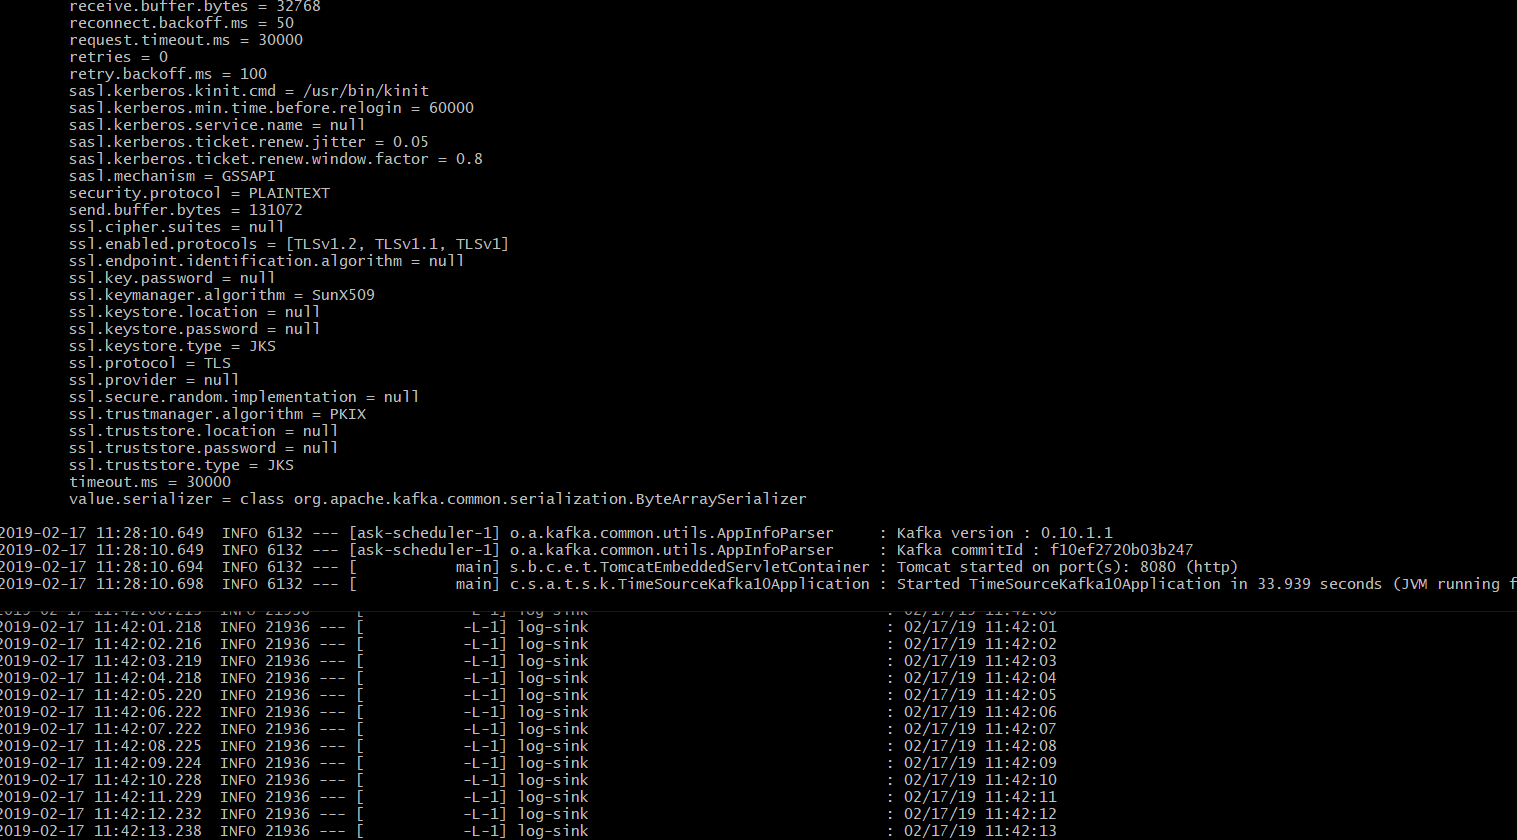 receive.buffer.bytes = 32768
reconnect.backoff.ms = 50
request.timeout.ms = 30000
retries = 0
retry.backoff.ms = 100
sasl.kerberos.kinit.cmd = /usr/bin/kinit
sasl.kerberos.min.time.before.relogin = 60000
sasl.kerberos.service.name = null
sasl.kerberos.ticket.renew.jitter = 0.05
sasl.kerberos.ticket.renew.window.factor = 0.8
sasl.mechanism = GSSAPI
security.protocol = PLAINTEXT
send.buffer.bytes = 131072
ssl.cipher.suites = null
ssl.enabled.protocols = [TLSv1.2, TLSv1.1, TLSv1]
ssl.endpoint.identification.algorithm = null
ssl.key.password = null
ssl.keymanager.algorithm = SunX509
ssl.keystore.location = null
ssl.keystore.password = null
ssl.keystore.type = JKS
ssl.protocol = TLS
ssl.provider = null
ssl.secure.random.implementation = null
ssl.trustmanager.algorithm = PKIX
ssl.truststore.location = null
ssl.truststore.password = null
ssl.truststore.type = JKS
timeout.ms = 30000
value.serializer = class org.apache.kafka.common.serialization.ByteArraySerializer
2019-02-17 11:28:10.649  INFO 6132 --- [ask-scheduler-1] o.a.kafka.common.utils.AppInfoParser     : Kafka version : 0.10.1.1
2019-02-17 11:28:10.649  INFO 6132 --- [ask-scheduler-1] o.a.kafka.common.utils.AppInfoParser     : Kafka commitId : f10ef2720b03b247
2019-02-17 11:28:10.694  INFO 6132 --- [           main] s.b.c.e.t.TomcatEmbeddedServletContainer : Tomcat started on port(s): 8080 (http)
2019-02-17 11:28:10.698  INFO 6132 --- [           main] c.s.a.t.s.k.TimeSourceKafka10Application : Started TimeSourceKafka10Application in 33.939 seconds (JVM running f
2019-02-17 11:42:00.215  INFO 21936 --- [           -L-1] log-sink                                 : 02/17/19 11:42:00
2019-02-17 11:42:01.218  INFO 21936 --- [           -L-1] log-sink                                 : 02/17/19 11:42:01
2019-02-17 11:42:02.216  INFO 21936 --- [           -L-1] log-sink                                 : 02/17/19 11:42:02
2019-02-17 11:42:03.219  INFO 21936 --- [           -L-1] log-sink                                 : 02/17/19 11:42:03
2019-02-17 11:42:04.218  INFO 21936 --- [           -L-1] log-sink                                 : 02/17/19 11:42:04
2019-02-17 11:42:05.220  INFO 21936 --- [           -L-1] log-sink                                 : 02/17/19 11:42:05
2019-02-17 11:42:06.222  INFO 21936 --- [           -L-1] log-sink                                 : 02/17/19 11:42:06
2019-02-17 11:42:07.222  INFO 21936 --- [           -L-1] log-sink                                 : 02/17/19 11:42:07
2019-02-17 11:42:08.225  INFO 21936 --- [           -L-1] log-sink                                 : 02/17/19 11:42:08
2019-02-17 11:42:09.224  INFO 21936 --- [           -L-1] log-sink                                 : 02/17/19 11:42:09
2019-02-17 11:42:10.228  INFO 21936 --- [           -L-1] log-sink                                 : 02/17/19 11:42:10
2019-02-17 11:42:11.229  INFO 21936 --- [           -L-1] log-sink                                 : 02/17/19 11:42:11
2019-02-17 11:42:12.232  INFO 21936 --- [           -L-1] log-sink                                 : 02/17/19 11:42:12
2019-02-17 11:42:13.238  INFO 21936 --- [           -L-1] log-sink                                 : 02/17/19 11:42:13